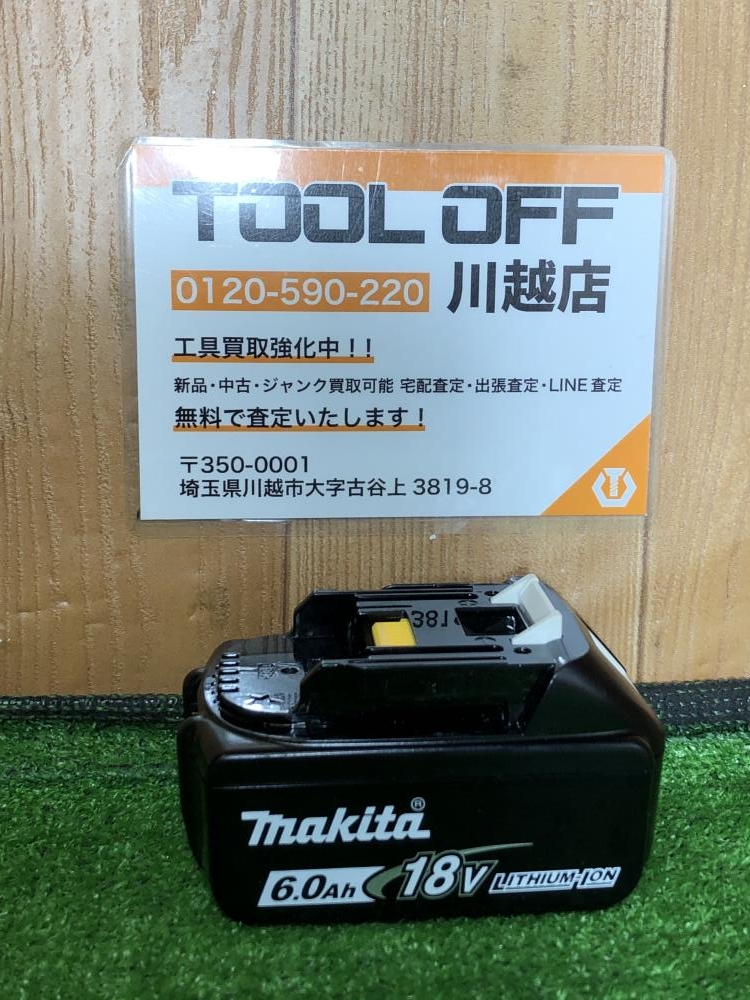 TOOL OFF
0120-590-220 川越店
工具買取強化中！！
新品・中古・ジャンク買取可能 宅配査定・出張査定・LINE査定
無料で査定いたします！
〒350-0001
埼玉県川越市大字古谷上 3819-8
makita®
6.0Ah 18V LITHIUM-ION